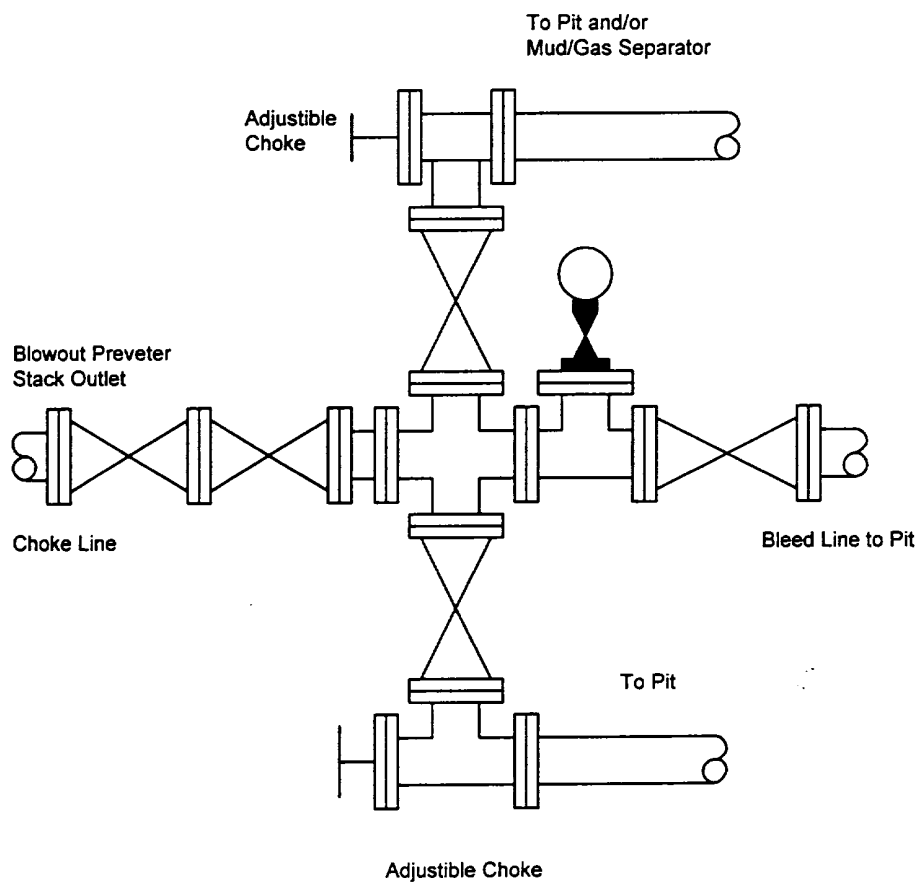 To Pit and/or
Mud/Gas Separator
Adjustible
Choke
Blowout Preveter
Stack Outlet
Choke Line
Bleed Line to Pit
To Pit
Adjustible Choke